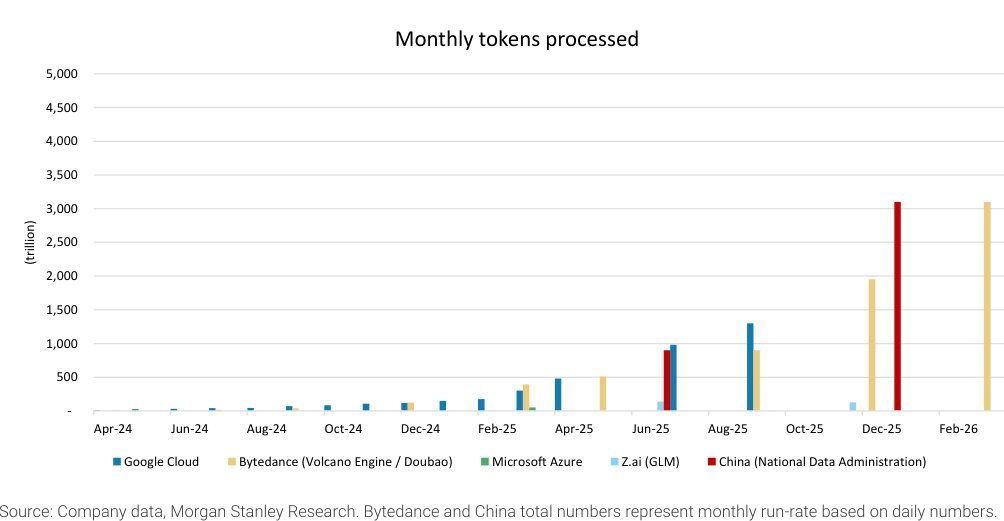 Monthly tokens processed
5,000
4,500
4,000
3,500
3,000
2,500
2,000
1,500
1,000
500
-
(trillion)
Apr-24 Jun-24 Aug-24 Oct-24 Dec-24 Feb-25 Apr-25 Jun-25 Aug-25 Oct-25 Dec-25 Feb-26
Google Cloud Bytedance (Volcano Engine / Doubao) Microsoft Azure Z.ai (GLM) China (National Data Administration)
Source: Company data, Morgan Stanley Research. Bytedance and China total numbers represent monthly run-rate based on daily numbers.